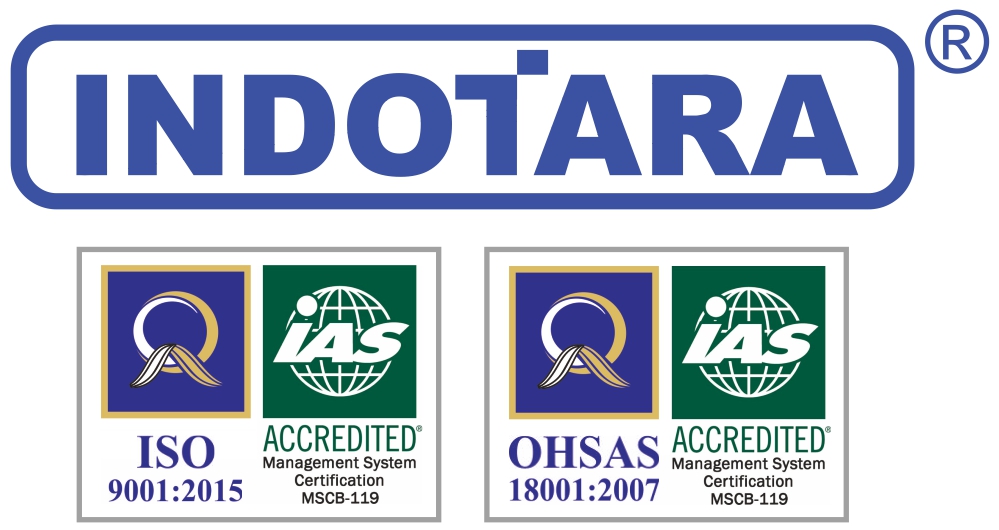 INDOTARA®
iAS
ISO
9001:2015
ACCREDITED®
Management System
Certification
MSCB-119
iAS
OHSAS
18001:2007
ACCREDITED®
Management System
Certification
MSCB-119